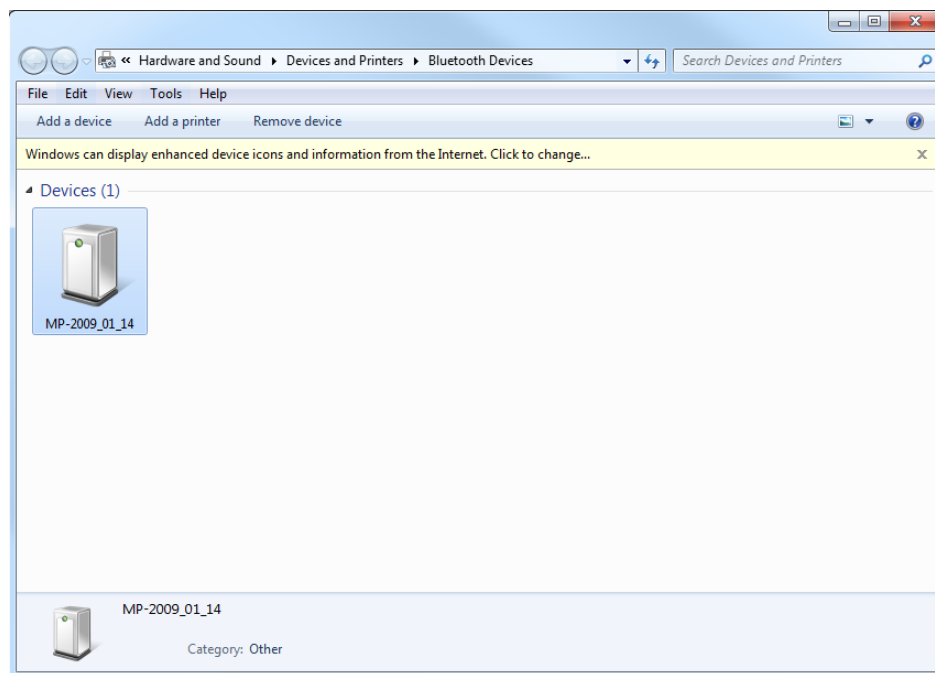 « Hardware and Sound ▸ Devices and Printers ▸ Bluetooth Devices Search Devices and Printers
File Edit View Tools Help
Add a device Add a printer Remove device
Windows can display enhanced device icons and information from the Internet. Click to change...
Devices (1)
MP-2009_01_14
MP-2009_01_14
Category: Other